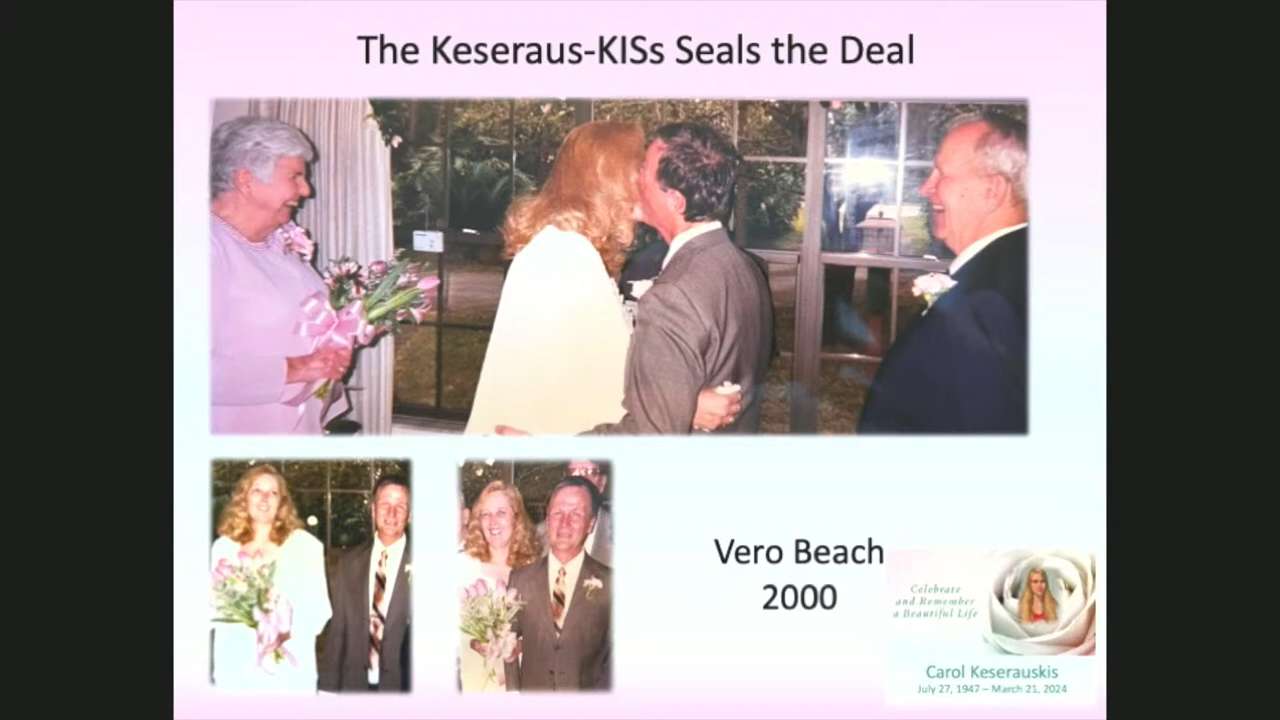 The Keseraus-KISs Seals the Deal
Vero Beach
2000
Celebrate
and Remember
a Beautiful Life
Carol Keserauskis
July 27, 1947 – March 21, 2024